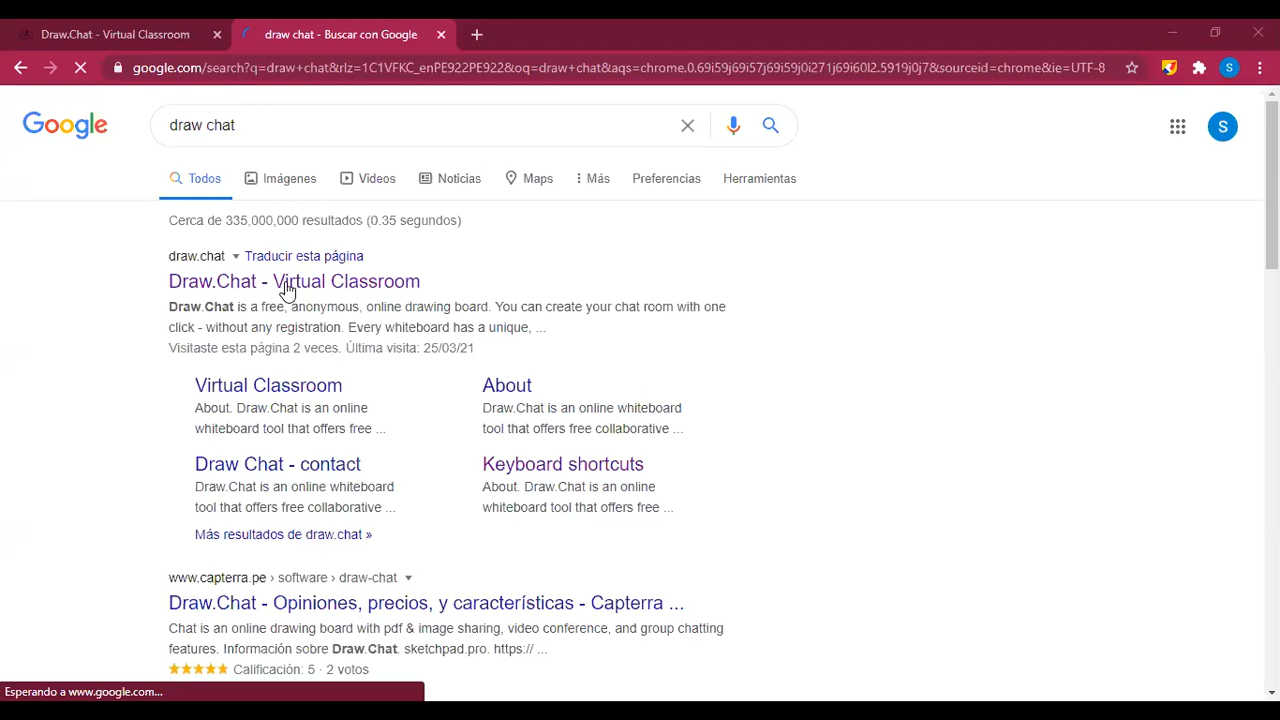 Draw.Chat - Virtual Classroom
draw chat - Buscar con Google
google.com/search?q=draw+chat&rlz=1C1VFKC_enPE922PE922&oq=draw+chat&aqs=chrome.0.69i59j69i57j69i59j0i271j69i60l2.5919j0j7&sourceid=chrome&ie=UTF-8
S
Google
draw chat
S
Todos
Imágenes
Videos
Noticias
Maps
Más
Preferencias
Herramientas
Cerca de 335,000,000 resultados (0.35 segundos)
draw.chat Traducir esta página
Draw.Chat - Virtual Classroom
Draw.Chat is a free, anonymous, online drawing board. You can create your chat room with one
click - without any registration. Every whiteboard has a unique, ...
Visitaste esta página 2 veces. Última visita: 25/03/21
Virtual Classroom
About. Draw.Chat is an online
whiteboard tool that offers free ...
About
Draw.Chat is an online whiteboard
tool that offers free collaborative ...
Draw Chat - contact
Draw.Chat is an online whiteboard
tool that offers free collaborative ...
Keyboard shortcuts
About. Draw.Chat is an online
whiteboard tool that offers free ...
Más resultados de draw.chat »
www.capterra.pe › software › draw-chat
Draw.Chat - Opiniones, precios, y características - Capterra ...
Chat is an online drawing board with pdf & image sharing, video conference, and group chatting
features. Información sobre Draw.Chat. sketchpad.pro. https:// ...
Calificación: 5 · 2 votos
Esperando a www.google.com...